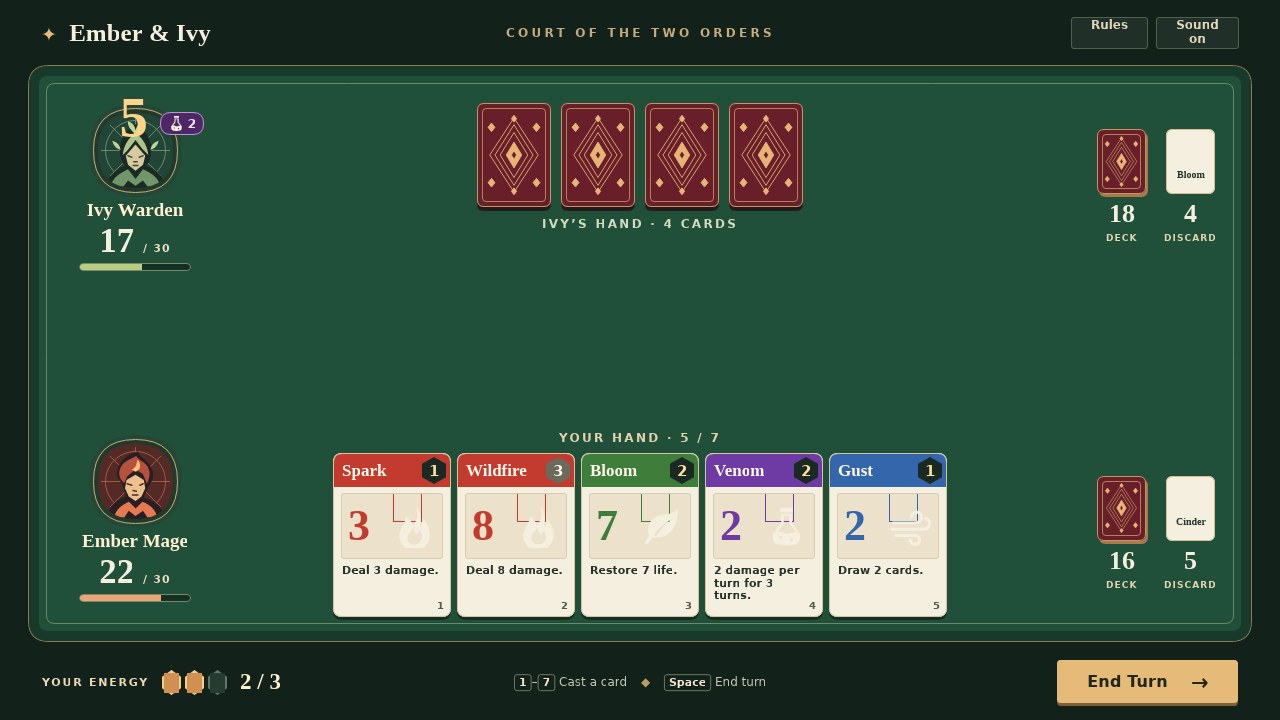 ✦ Ember & Ivy
COURT OF THE TWO ORDERS
Rules
Sound
on
5
2
Ivy Warden
17 / 30
IVY'S HAND · 4 CARDS
18
DECK
Bloom
4
DISCARD
YOUR HAND · 5 / 7
Spark 1
3
Deal 3 damage.
1
Wildfire 3
8
Deal 8 damage.
2
Bloom 2
7
Restore 7 life.
3
Venom 2
2
2 damage per
turn for 3
turns.
4
Gust 1
2
Draw 2 cards.
5
Ember Mage
22 / 30
16
DECK
Cinder
5
DISCARD
YOUR ENERGY 2 / 3
1–7 Cast a card ◆ Space End turn
End Turn →